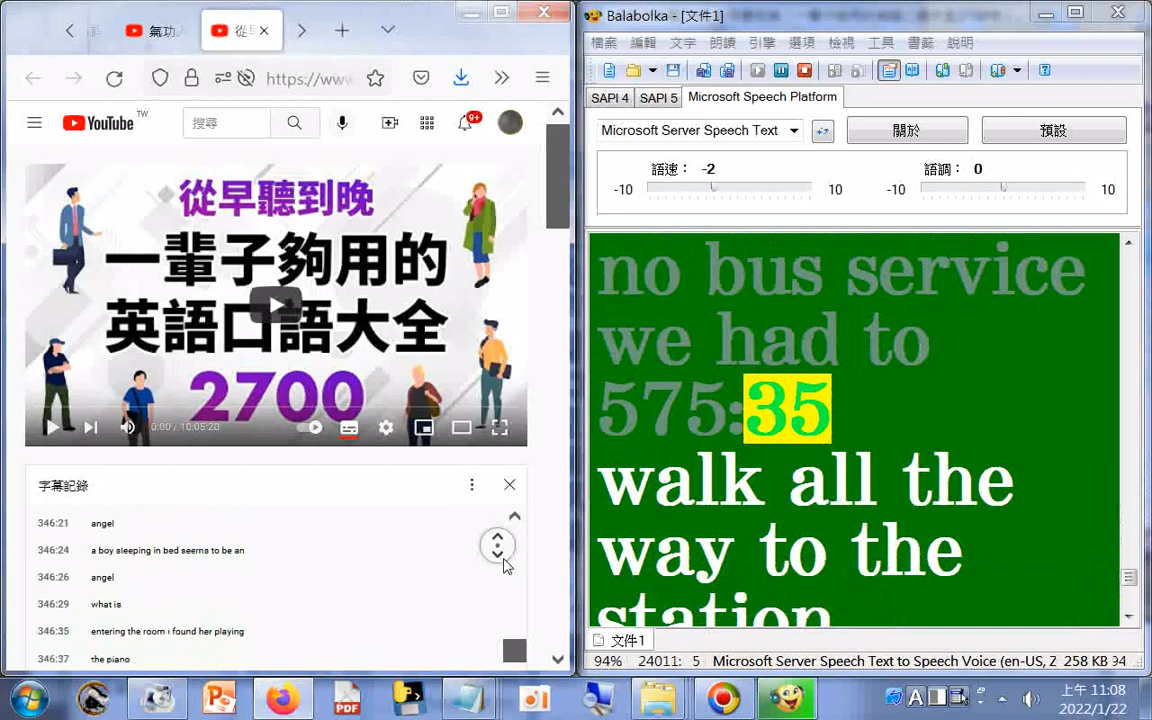 氣功
從
https://www
YouTube TW
搜尋
9+
從早聽到晚
一輩子夠用的
英語口語大全
2700
0:00 / 10:05:20
字幕記錄
346:21 angel
346:24 a boy sleeping in bed seems to be an
346:26 angel
346:29 what is
346:35 entering the room i found her playing
346:37 the piano
Balabolka - [文件1]
檔案 編輯 文字 朗讀 引擎 選項 檢視 工具 書籤 說明
SAPI 4 SAPI 5 Microsoft Speech Platform
Microsoft Server Speech Text 關於 預設
語速： -2 語調： 0
-10 10 -10 10
no bus service
we had to
575:35
walk all the
way to the
station
文件1
94% 24011: 5 Microsoft Server Speech Text to Speech Voice (en-US, Z 258 KB 94
PDF
A
上午 11:08
2022/1/22